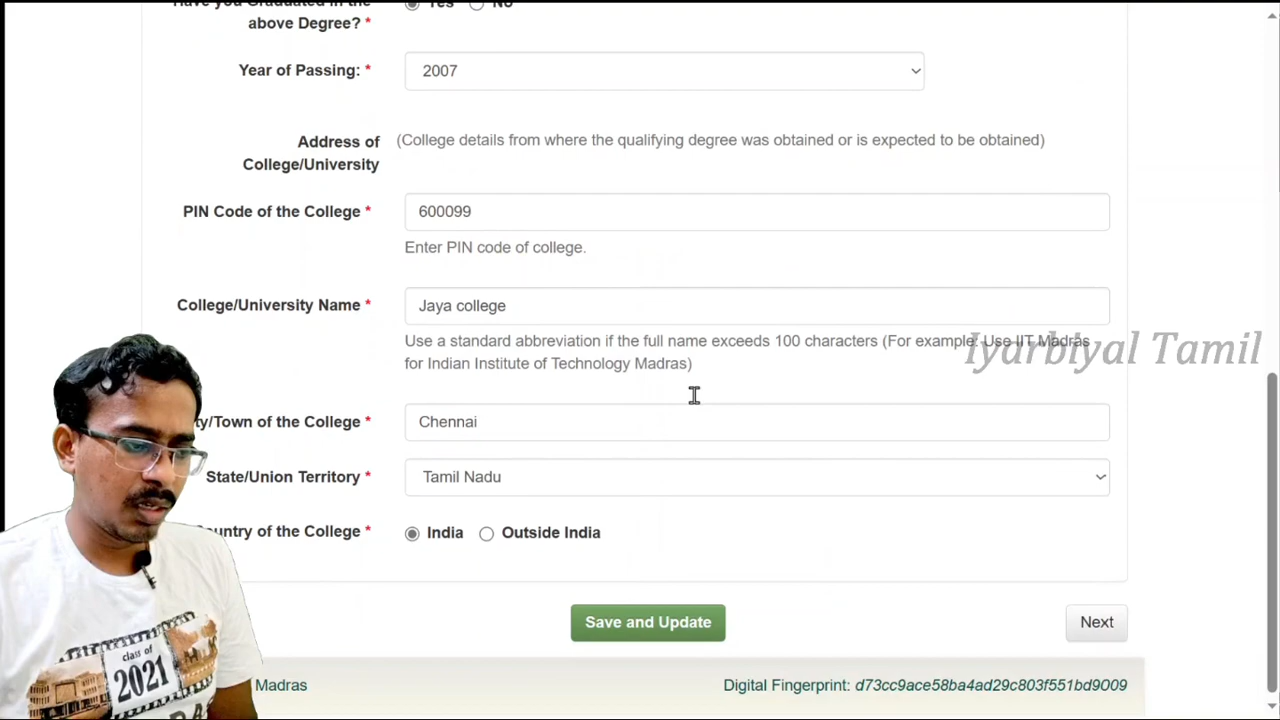 Have you Graduated in the
above Degree? *
Yes No
Year of Passing: *
2007
Address of
College/University
(College details from where the qualifying degree was obtained or is expected to be obtained)
PIN Code of the College *
600099
Enter PIN code of college.
College/University Name *
Jaya college
Use a standard abbreviation if the full name exceeds 100 characters (For example: Use IIT Madras
for Indian Institute of Technology Madras)
Iyarbiyal Tamil
ty/Town of the College *
Chennai
State/Union Territory *
Tamil Nadu
ountry of the College *
India Outside India
Save and Update
Next
Madras
Digital Fingerprint: d73cc9ace58ba4ad29c803f551bd9009
class of
2021